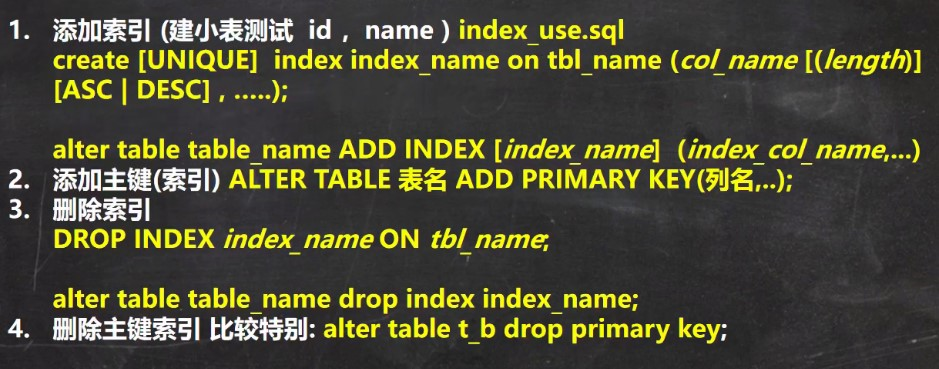 1. 添加索引 (建小表测试 id , name ) index_use.sql
create [UNIQUE] index index_name on tbl_name (col_name [(length)]
[ASC | DESC] , .....);
alter table table_name ADD INDEX [index_name] (index_col_name,...)
2. 添加主键(索引) ALTER TABLE 表名 ADD PRIMARY KEY(列名,..);
3. 删除索引
DROP INDEX index_name ON tbl_name;
alter table table_name drop index index_name;
4. 删除主键索引 比较特别: alter table t_b drop primary key;